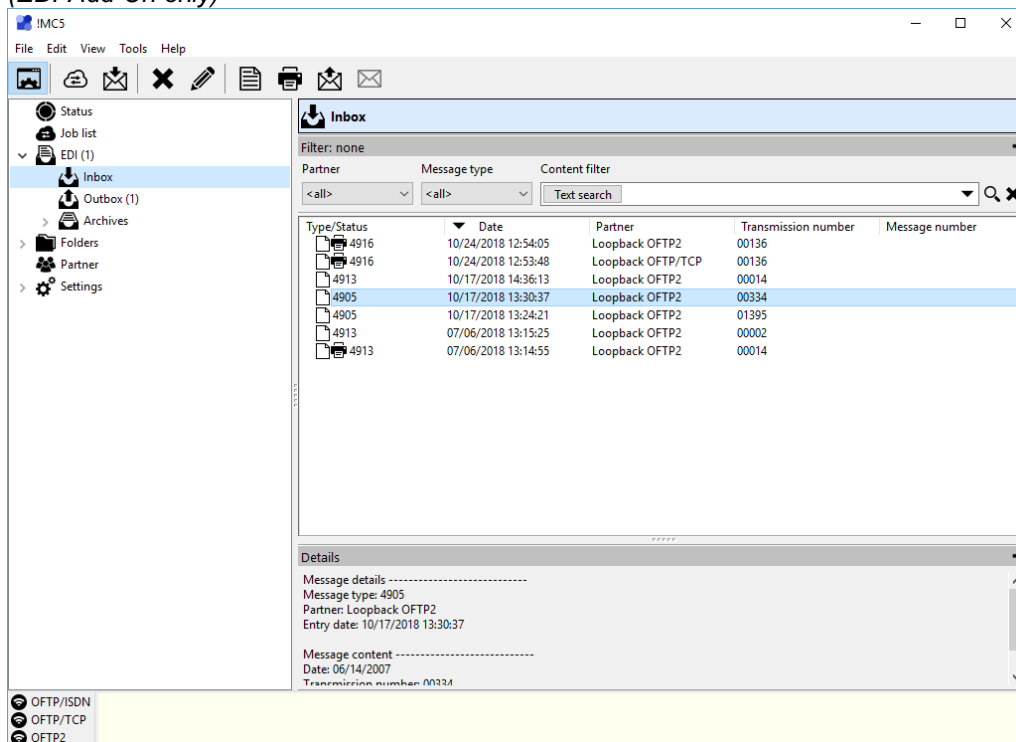 (EDI Add-On only)
!MC5
File Edit View Tools Help
Status
Job list
EDI (1)
Inbox
Outbox (1)
Archives
Folders
Partner
Settings
Inbox
Filter: none
Partner Message type Content filter
<all> <all> Text search
Type/Status Date Partner Transmission number Message number
4916 10/24/2018 12:54:05 Loopback OFTP2 00136
4916 10/24/2018 12:53:48 Loopback OFTP/TCP 00136
4913 10/17/2018 14:36:13 Loopback OFTP2 00014
4905 10/17/2018 13:30:37 Loopback OFTP2 00334
4905 10/17/2018 13:24:21 Loopback OFTP2 01395
4913 07/06/2018 13:15:25 Loopback OFTP2 00002
4913 07/06/2018 13:14:55 Loopback OFTP2 00014
Details
Message details ----------------------------
Message type: 4905
Partner: Loopback OFTP2
Entry date: 10/17/2018 13:30:37
Message content ----------------------------
Date: 06/14/2007
Transmission number: 00334
OFTP/ISDN
OFTP/TCP
OFTP2